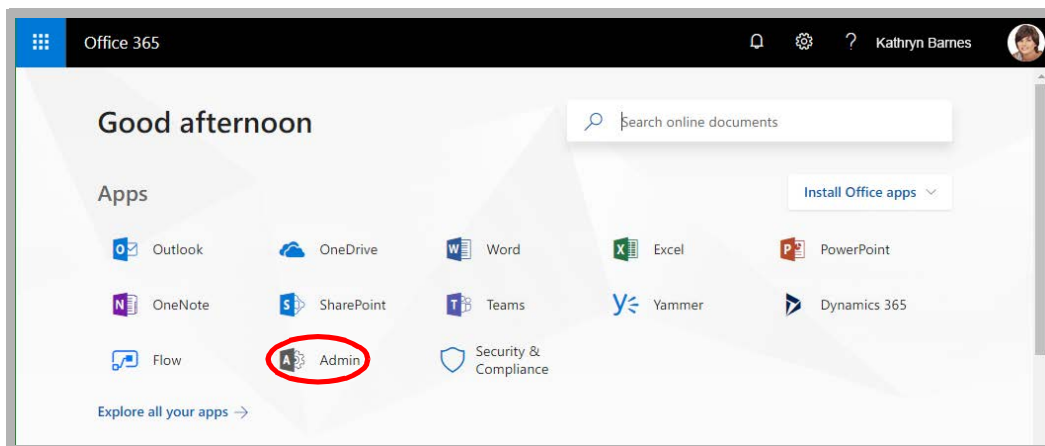 Office 365
? Kathryn Barnes
Good afternoon
Search online documents
Apps
Install Office apps
Outlook OneDrive Word Excel PowerPoint
OneNote SharePoint Teams Yammer Dynamics 365
Flow Admin Security &
Compliance
Explore all your apps →